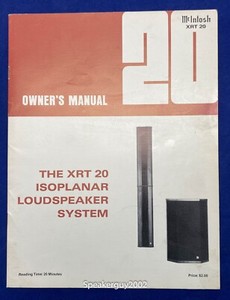 McIntosh
XRT 20
20
OWNER'S MANUAL
THE XRT 20
ISOPLANAR
LOUDSPEAKER
SYSTEM
Reading Time: 30 Minutes
Price $2.00
Speakerguy2002